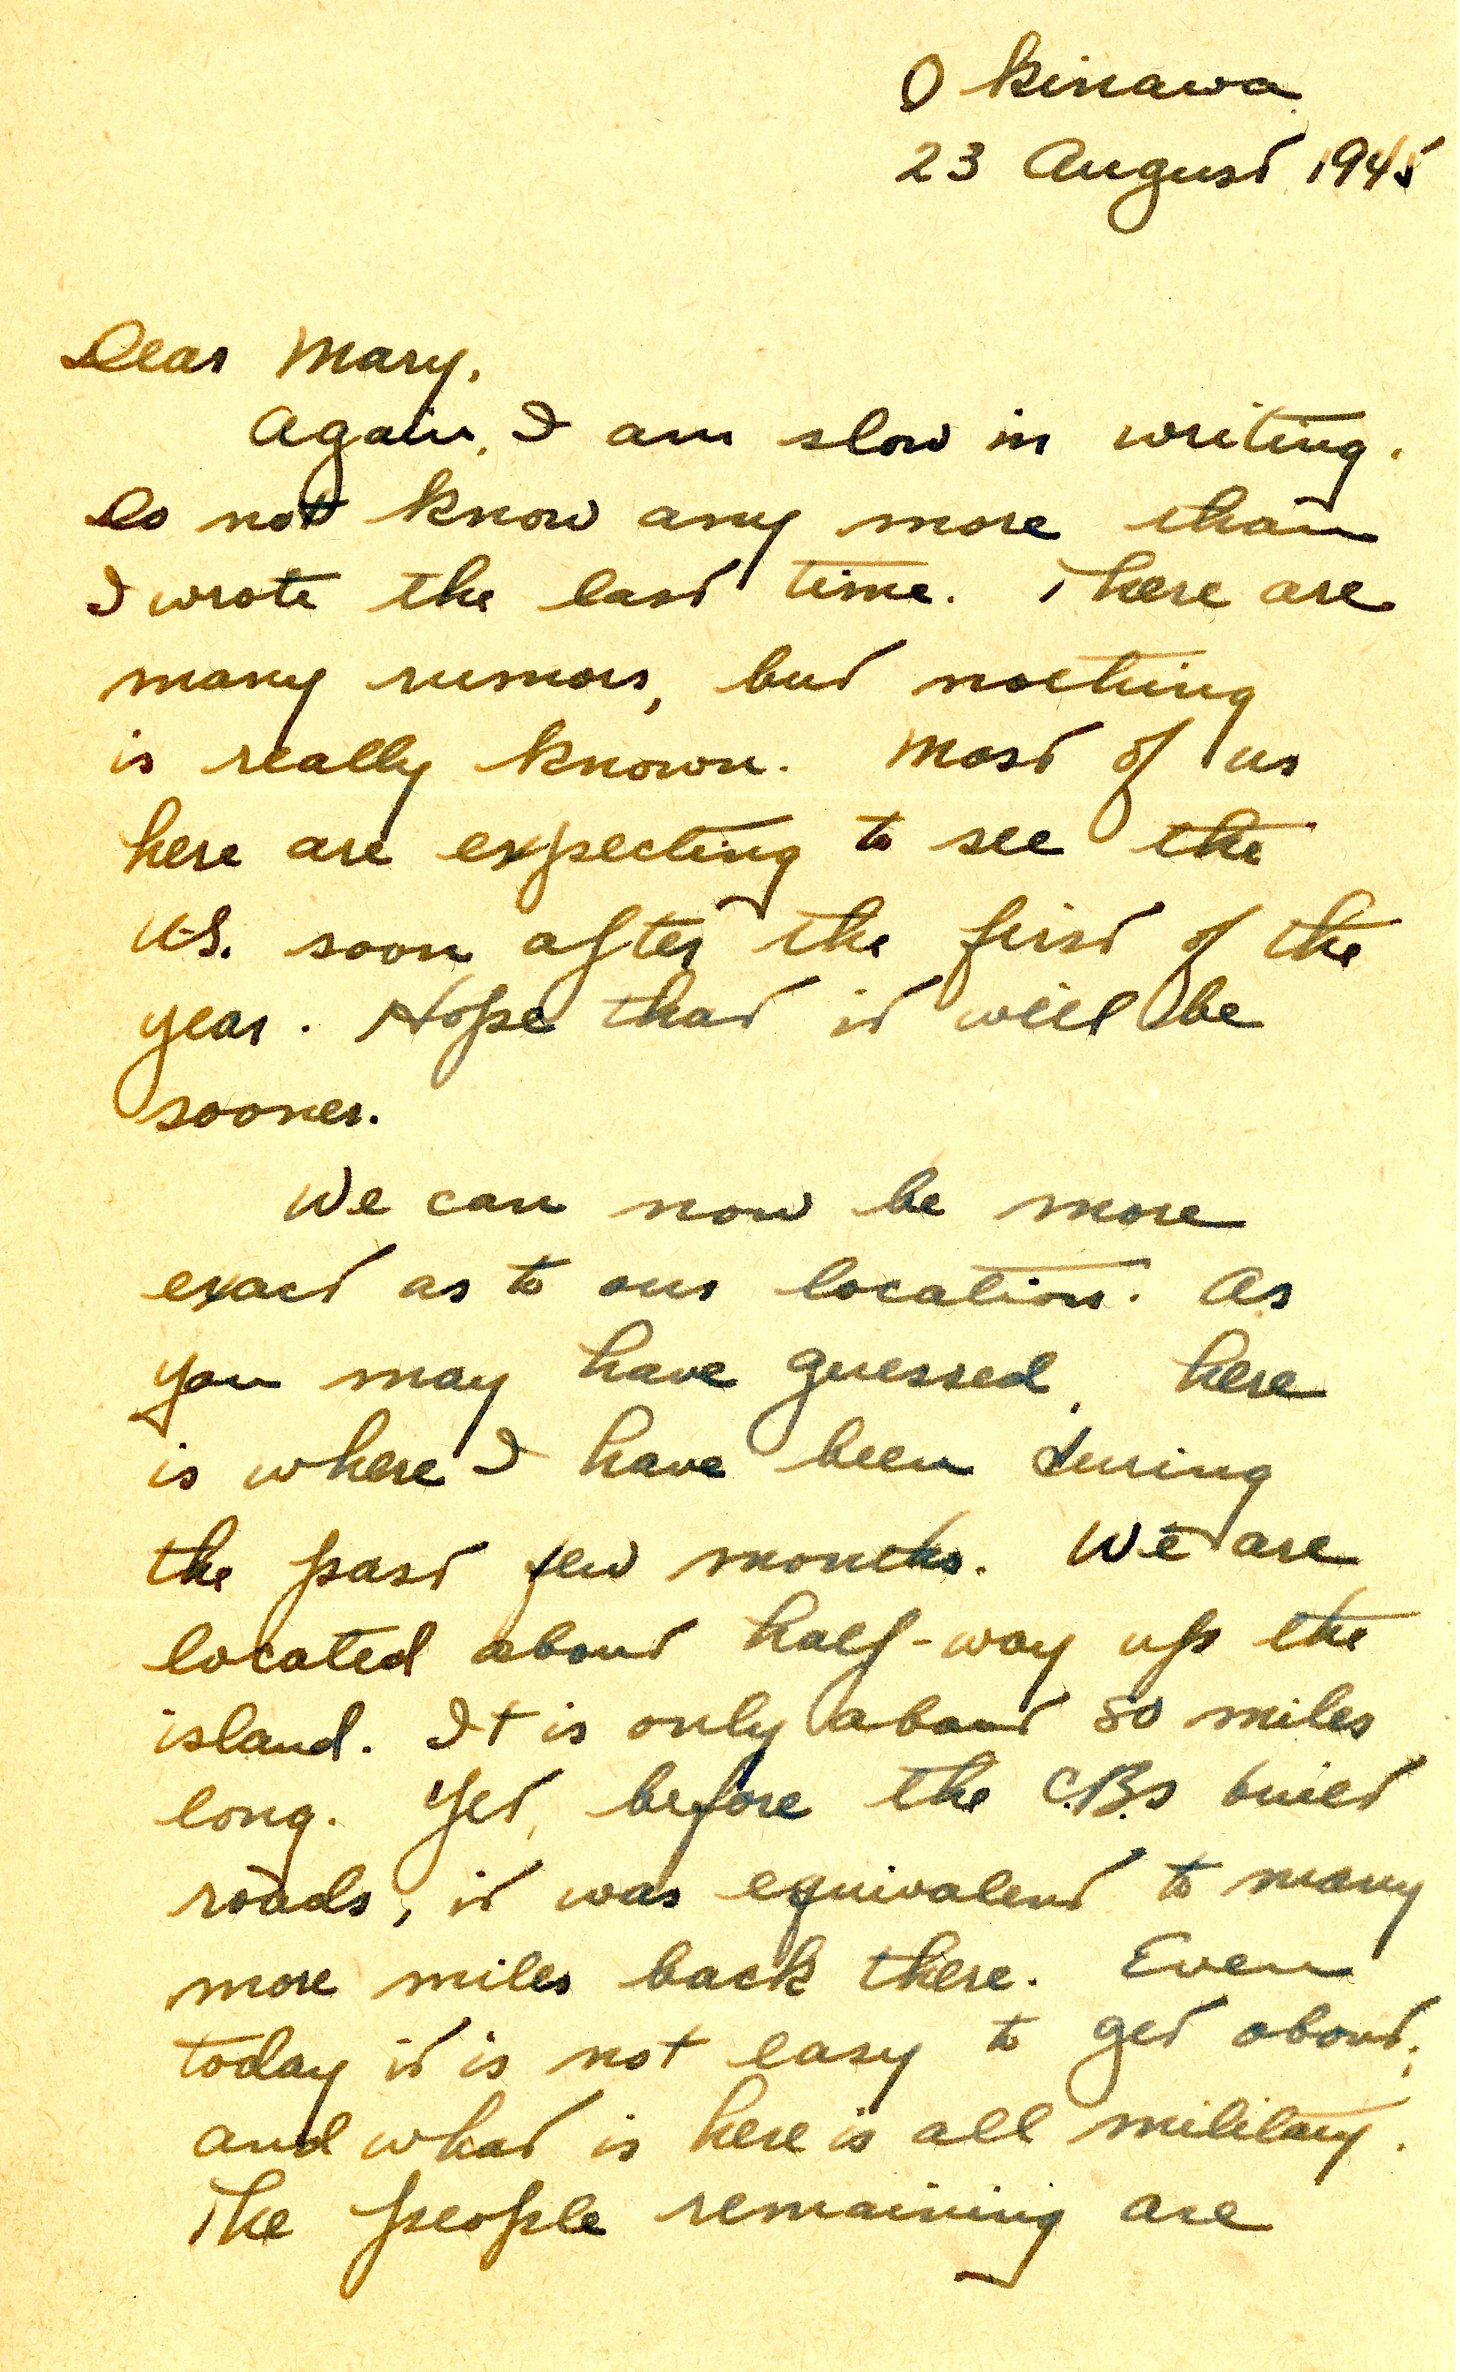 Okinawa
23 August 1945
Dear Mary,
Again, I am slow in writing.
Do not know any more than
I wrote the last time. There are
many rumors, but nothing
is really known. Most of us
here are expecting to see the
U.S. soon after the first of the
year. Hope that it will be
sooner.
We can now be more
exact as to our location. As
you may have guessed, here
is where I have been during
the past few months. We are
located about half-way up the
island. It is only about 50 miles
long. Yet, before the C.B.s built
roads, it was equivalent to many
more miles back there. Even
today it is not easy to get about;
and what is here is all military.
The people remaining are